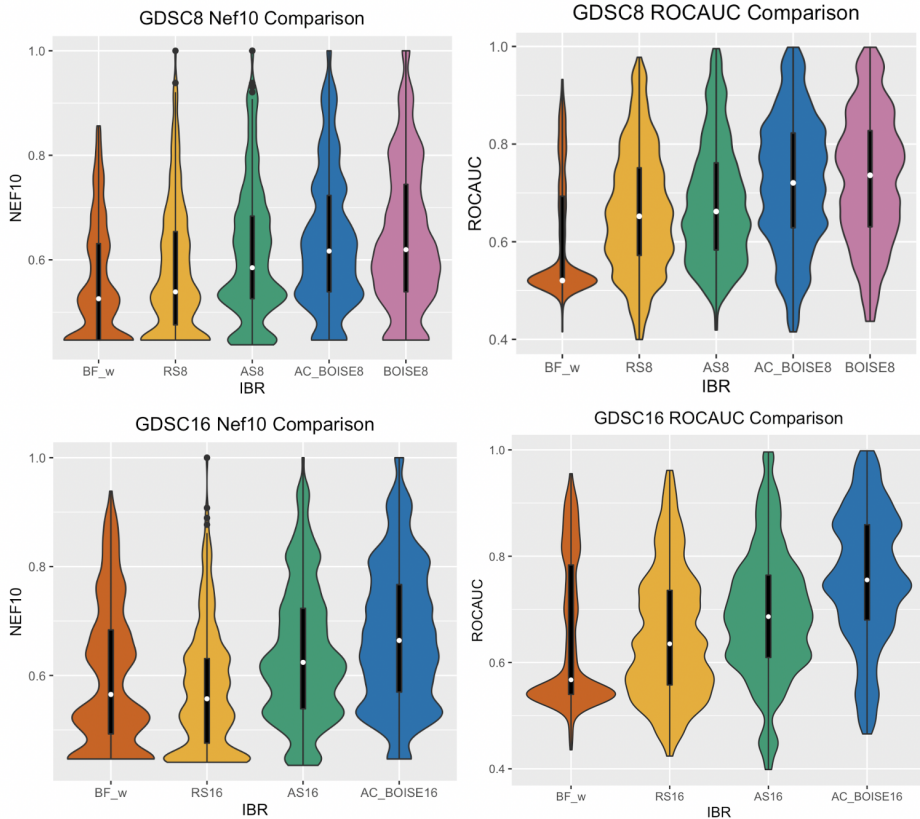 GDSC8 Nef10 Comparison
NEF10
1.0
0.8
0.6
BF_w RS8 AS8 AC_BOISE8 BOISE8
IBR
GDSC8 ROCAUC Comparison
ROCAUC
1.0
0.8
0.6
0.4
BF_w RS8 AS8 AC_BOISE8 BOISE8
IBR
GDSC16 Nef10 Comparison
NEF10
1.0
0.8
0.6
BF_w RS16 AS16 AC_BOISE16
IBR
GDSC16 ROCAUC Comparison
ROCAUC
1.0
0.8
0.6
0.4
BF_w RS16 AS16 AC_BOISE16
IBR